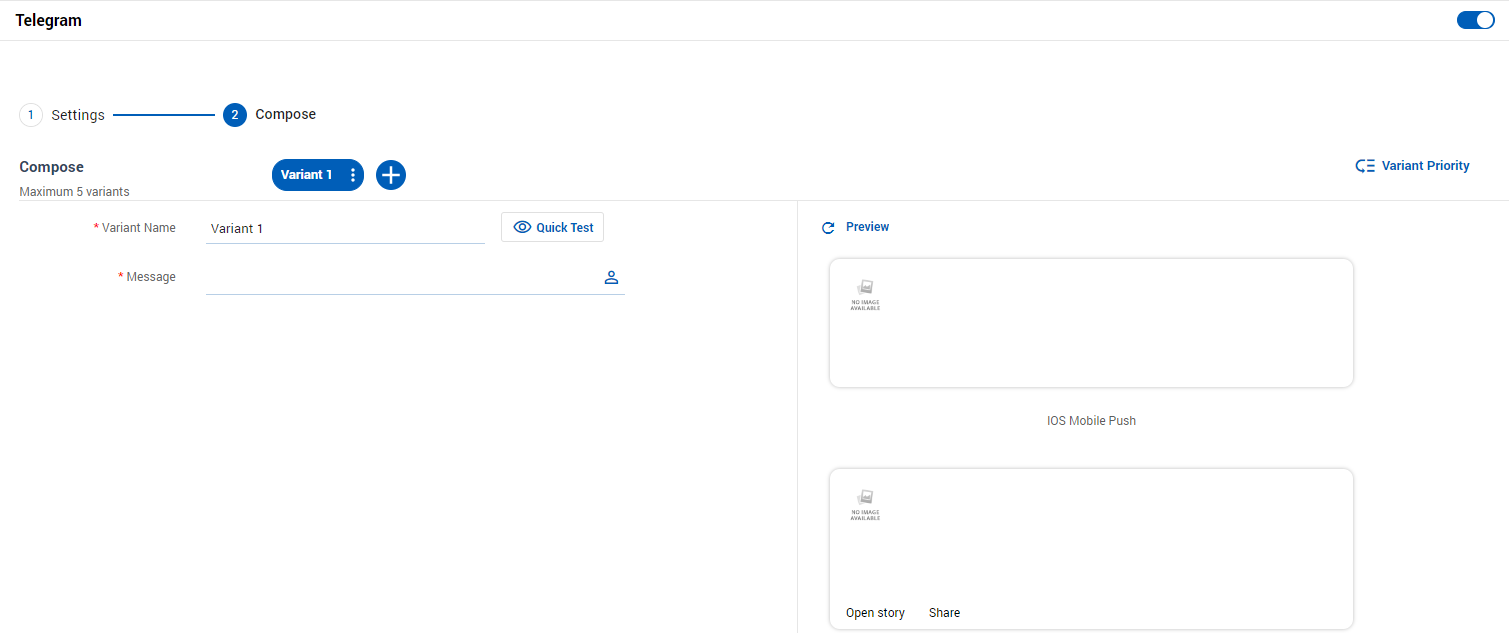 Telegram
1 Settings 2 Compose
Compose
Variant 1
Variant Priority
Maximum 5 variants
* Variant Name Variant 1 Quick Test
* Message
Preview
NO IMAGE
AVAILABLE
IOS Mobile Push
NO IMAGE
AVAILABLE
Open story Share